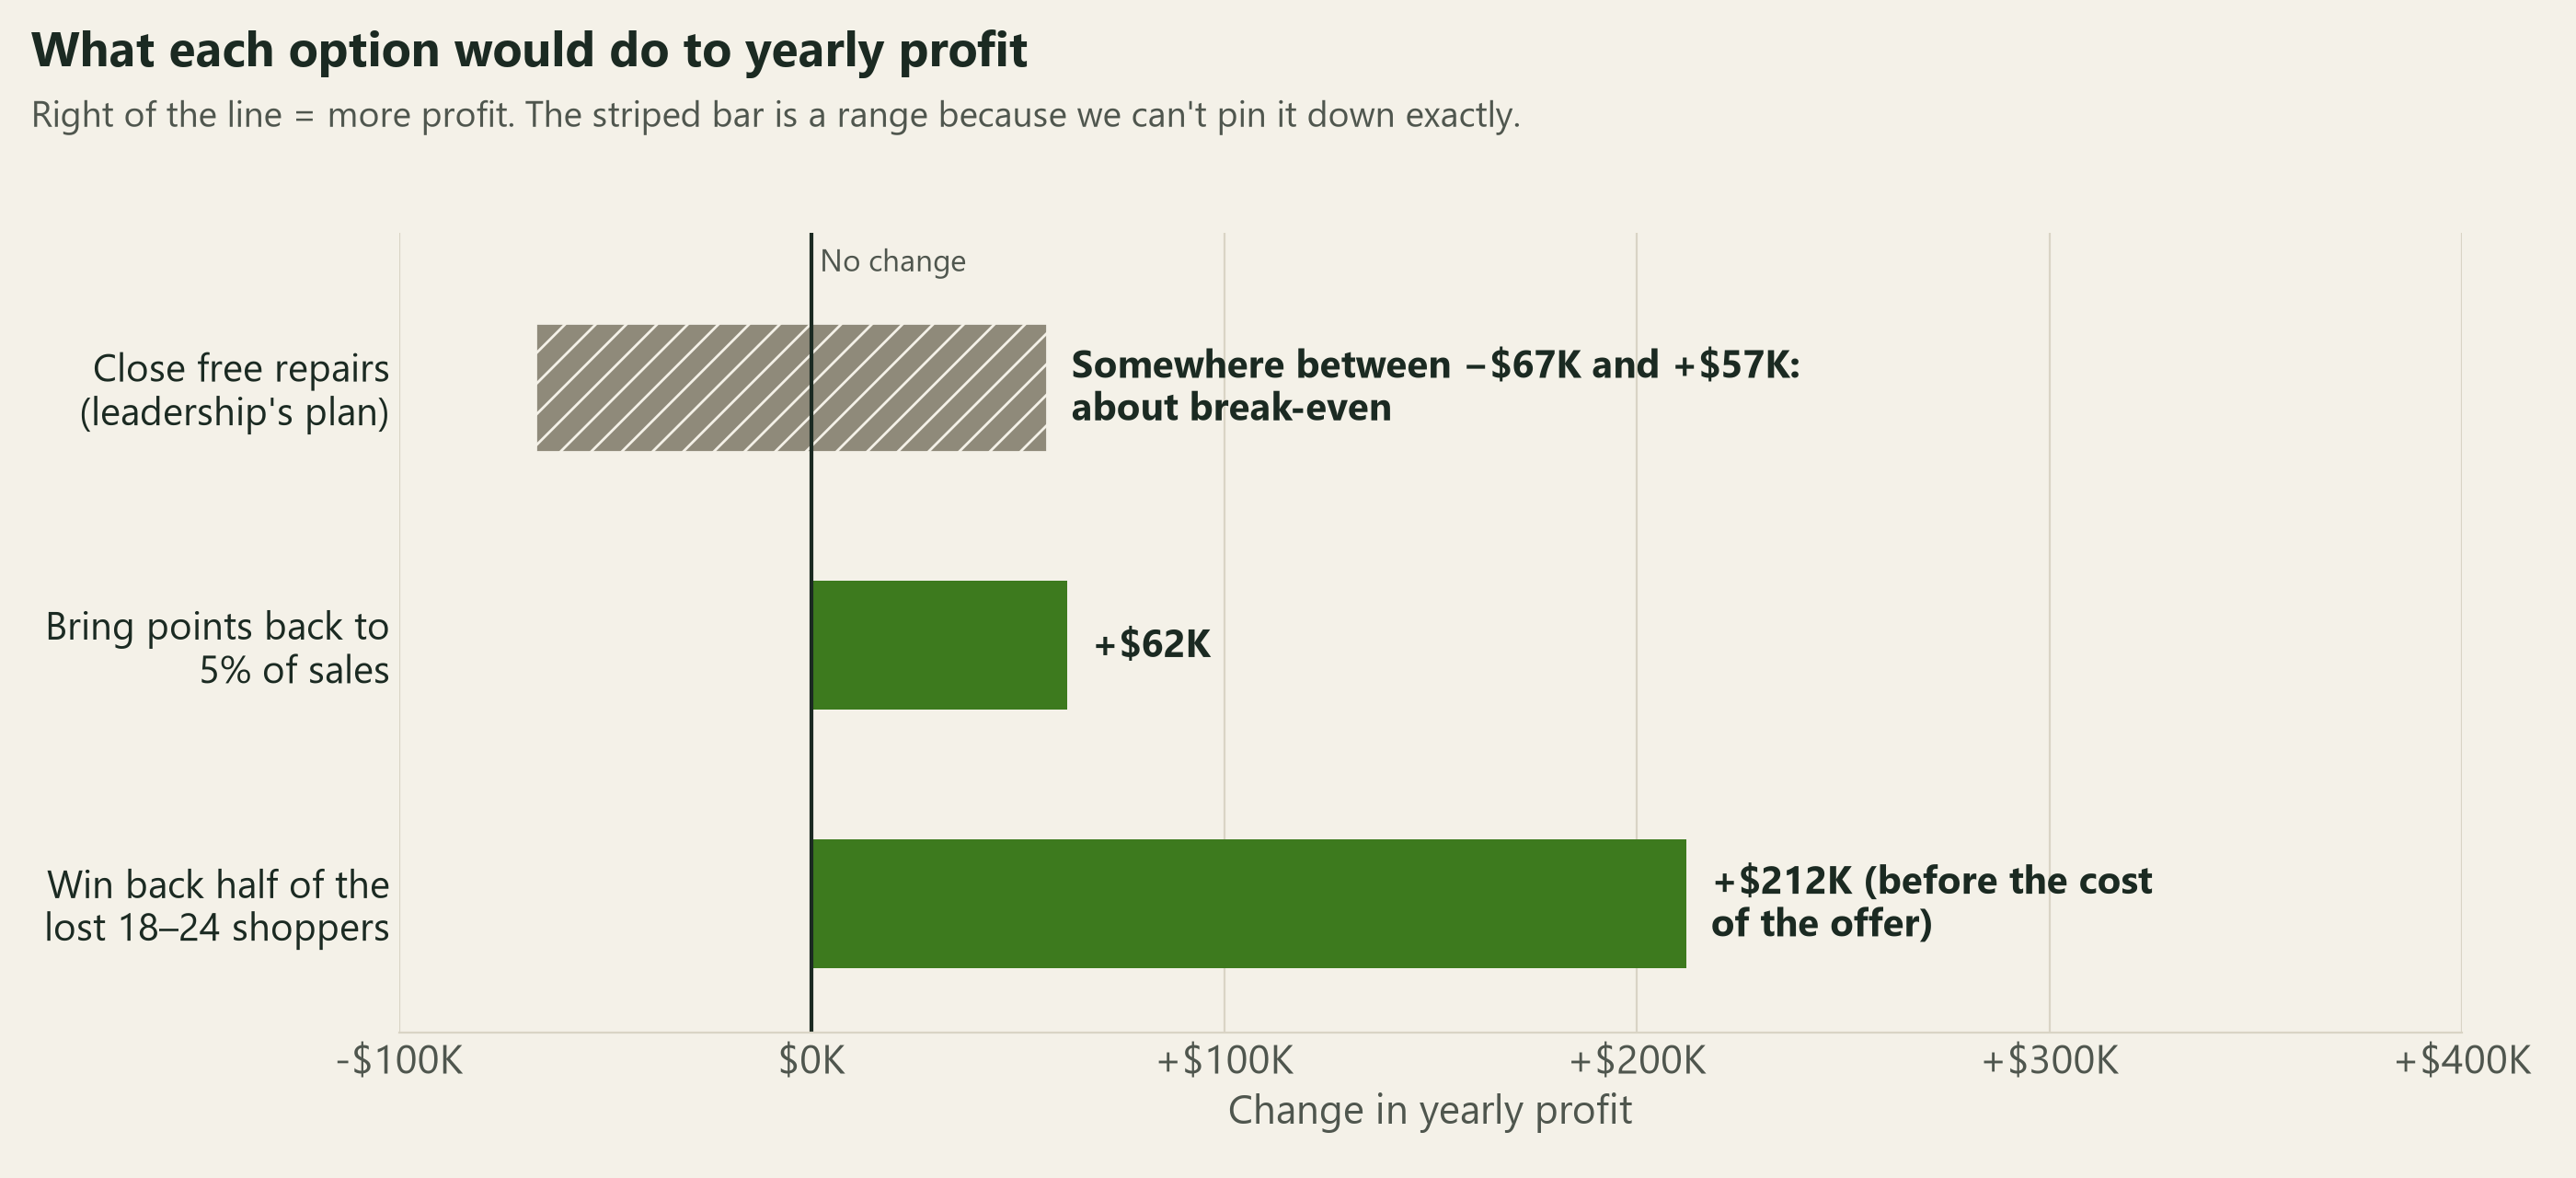 What each option would do to yearly profit
Right of the line = more profit. The striped bar is a range because we can't pin it down exactly.
No change
Close free repairs
(leadership's plan)
Somewhere between −$67K and +$57K:
about break-even
Bring points back to
5% of sales
+$62K
Win back half of the
lost 18–24 shoppers
+$212K (before the cost
of the offer)
-$100K
$0K
+$100K
+$200K
+$300K
+$400K
Change in yearly profit